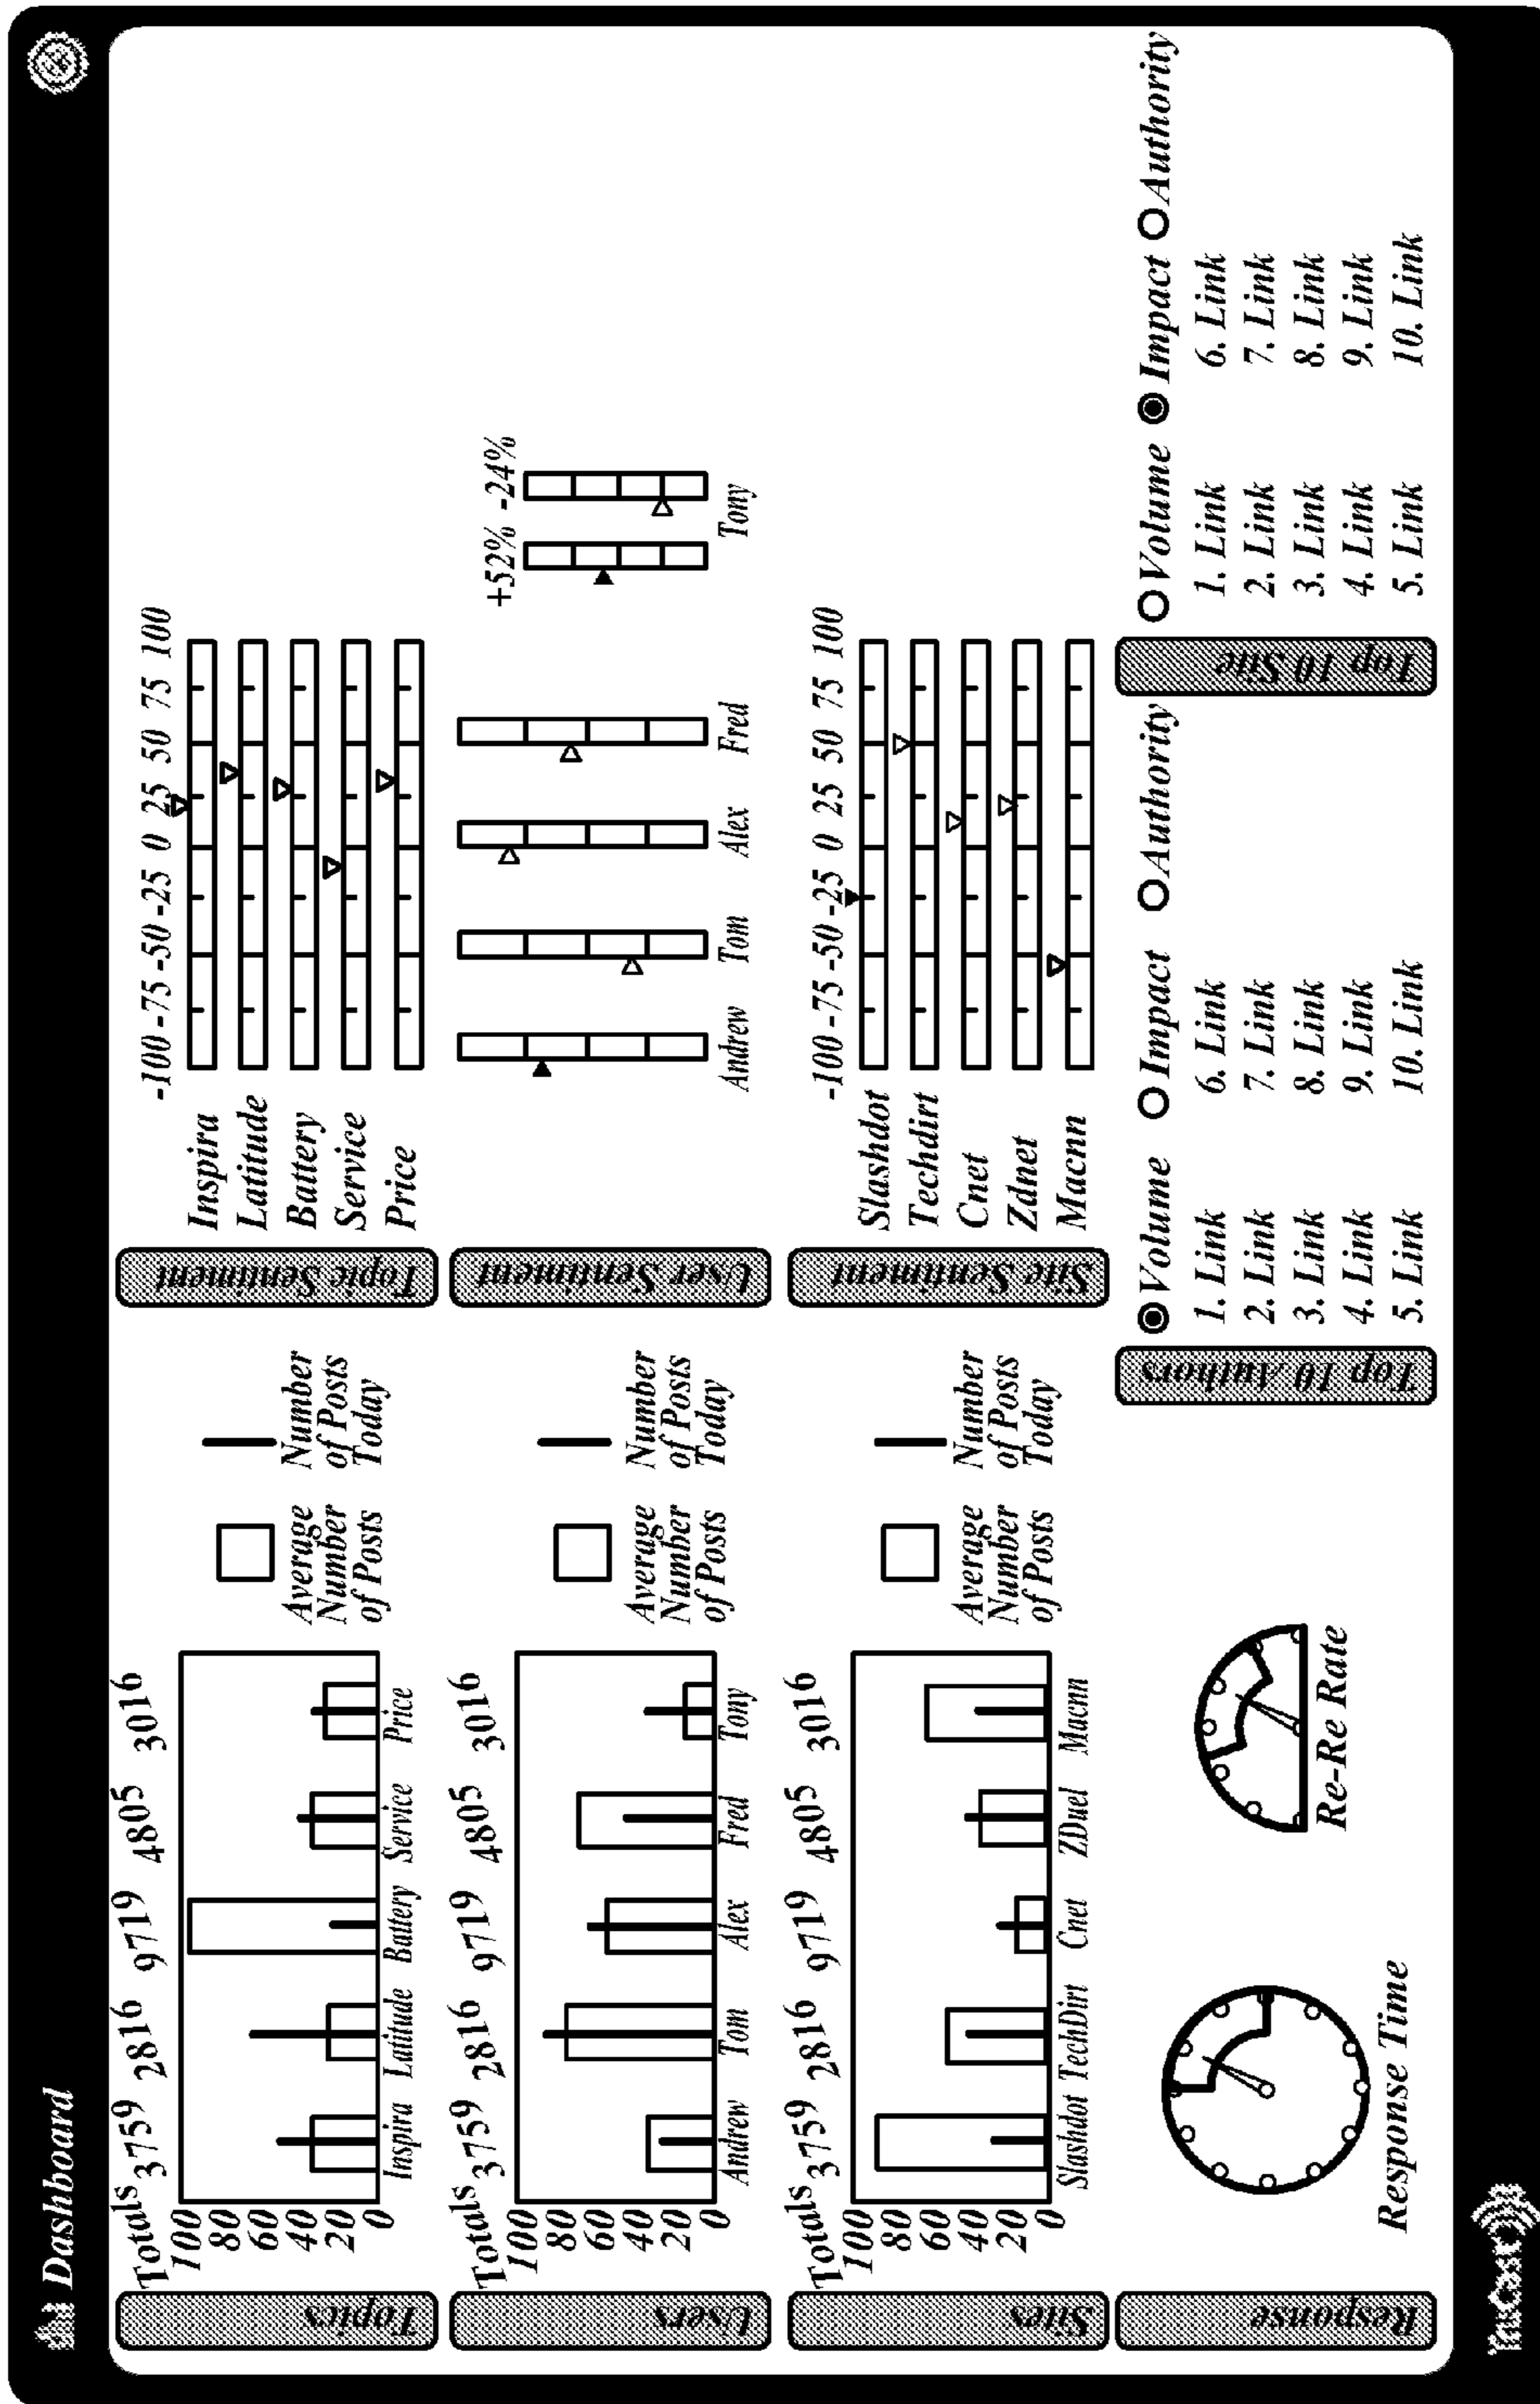 Dashboard
Topics
Totals 3759 2816 9719 4805 3016
100
80
60
40
20
0
Inspira Latitude Battery Service Price
Average
Number
of Posts
Number
of Posts
Today
Topic Sentiment
-100 -75 -50 -25 0 25 50 75 100
Inspira
Latitude
Battery
Service
Price
Users
Totals 3759 2816 9719 4805 3016
100
80
60
40
20
0
Andrew Tom Alex Fred Tony
Average
Number
of Posts
Number
of Posts
Today
User Sentiment
+52% -24%
Andrew Tom Alex Fred Tony
Sites
Totals 3759 2816 9719 4805 3016
100
80
60
40
20
0
Slashdot TechDirt Cnet ZDuel Macnn
Average
Number
of Posts
Number
of Posts
Today
Site Sentiment
-100 -75 -50 -25 0 25 50 75 100
Slashdot
Techdirt
Cnet
Zdnet
Macnn
Response
Response Time
Re-Re Rate
Top 10 Authors
Volume Impact Authority
1. Link 6. Link
2. Link 7. Link
3. Link 8. Link
4. Link 9. Link
5. Link 10. Link
Top 10 Site
Volume Impact Authority
1. Link 6. Link
2. Link 7. Link
3. Link 8. Link
4. Link 9. Link
5. Link 10. Link
TruCast